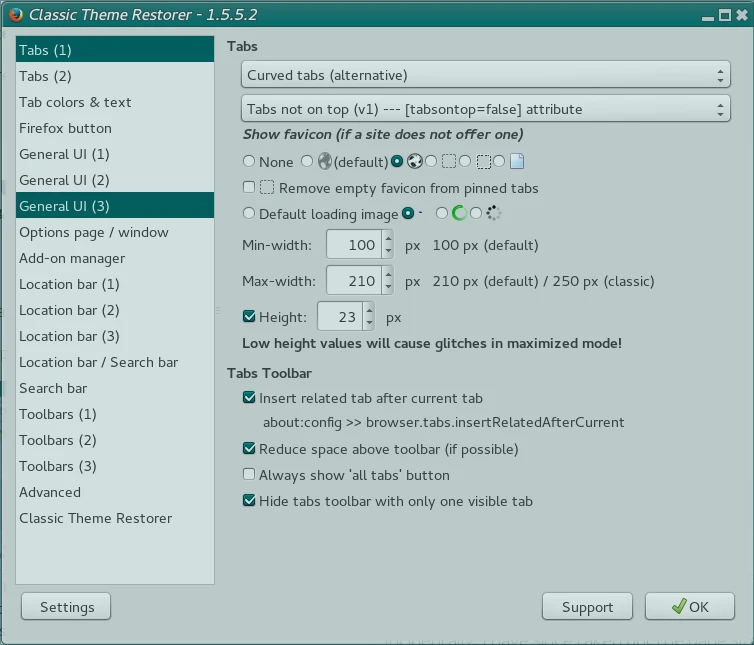 Classic Theme Restorer - 1.5.5.2
Tabs (1)
Tabs (2)
Tab colors & text
Firefox button
General UI (1)
General UI (2)
General UI (3)
Options page / window
Add-on manager
Location bar (1)
Location bar (2)
Location bar (3)
Location bar / Search bar
Search bar
Toolbars (1)
Toolbars (2)
Toolbars (3)
Advanced
Classic Theme Restorer
Tabs
Curved tabs (alternative)
Tabs not on top (v1) --- [tabsontop=false] attribute
Show favicon (if a site does not offer one)
None (default)
Remove empty favicon from pinned tabs
Default loading image
Min-width: 100 px 100 px (default)
Max-width: 210 px 210 px (default) / 250 px (classic)
Height: 23 px
Low height values will cause glitches in maximized mode!
Tabs Toolbar
Insert related tab after current tab
about:config >> browser.tabs.insertRelatedAfterCurrent
Reduce space above toolbar (if possible)
Always show 'all tabs' button
Hide tabs toolbar with only one visible tab
Settings
Support
OK